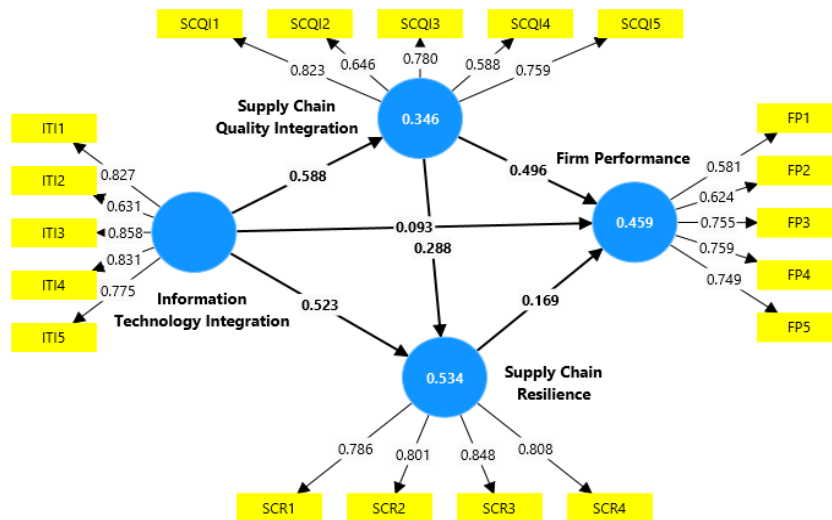 SCQI1
SCQI2
SCQI3
SCQI4
SCQI5
0.823
0.646
0.780
0.588
0.759
Supply Chain
Quality Integration
0.346
ITI1
ITI2
ITI3
ITI4
ITI5
0.827
0.631
0.858
0.831
0.775
Information
Technology Integration
0.588
0.093
0.288
0.523
0.496
0.169
Firm Performance
0.459
FP1
FP2
FP3
FP4
FP5
0.581
0.624
0.755
0.759
0.749
0.534
Supply Chain
Resilience
0.786
0.801
0.848
0.808
SCR1
SCR2
SCR3
SCR4